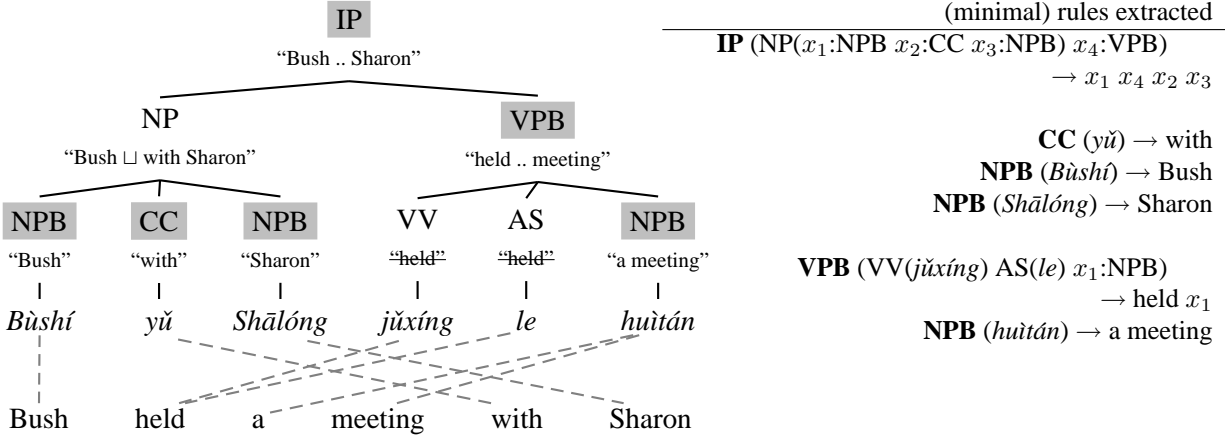 IP
“Bush .. Sharon”
NP VPB
“Bush ⊔ with Sharon” “held .. meeting”
NPB CC NPB VV AS NPB
“Bush” “with” “Sharon” “held” “held” “a meeting”
Bùshí yǔ Shālóng jǔxíng le huìtán
Bush held a meeting with Sharon
(minimal) rules extracted
IP (NP(x₁:NPB x₂:CC x₃:NPB) x₄:VPB)
→ x₁ x₄ x₂ x₃
CC (yǔ) → with
NPB (Bùshí) → Bush
NPB (Shālóng) → Sharon
VPB (VV(jǔxíng) AS(le) x₁:NPB)
→ held x₁
NPB (huìtán) → a meeting